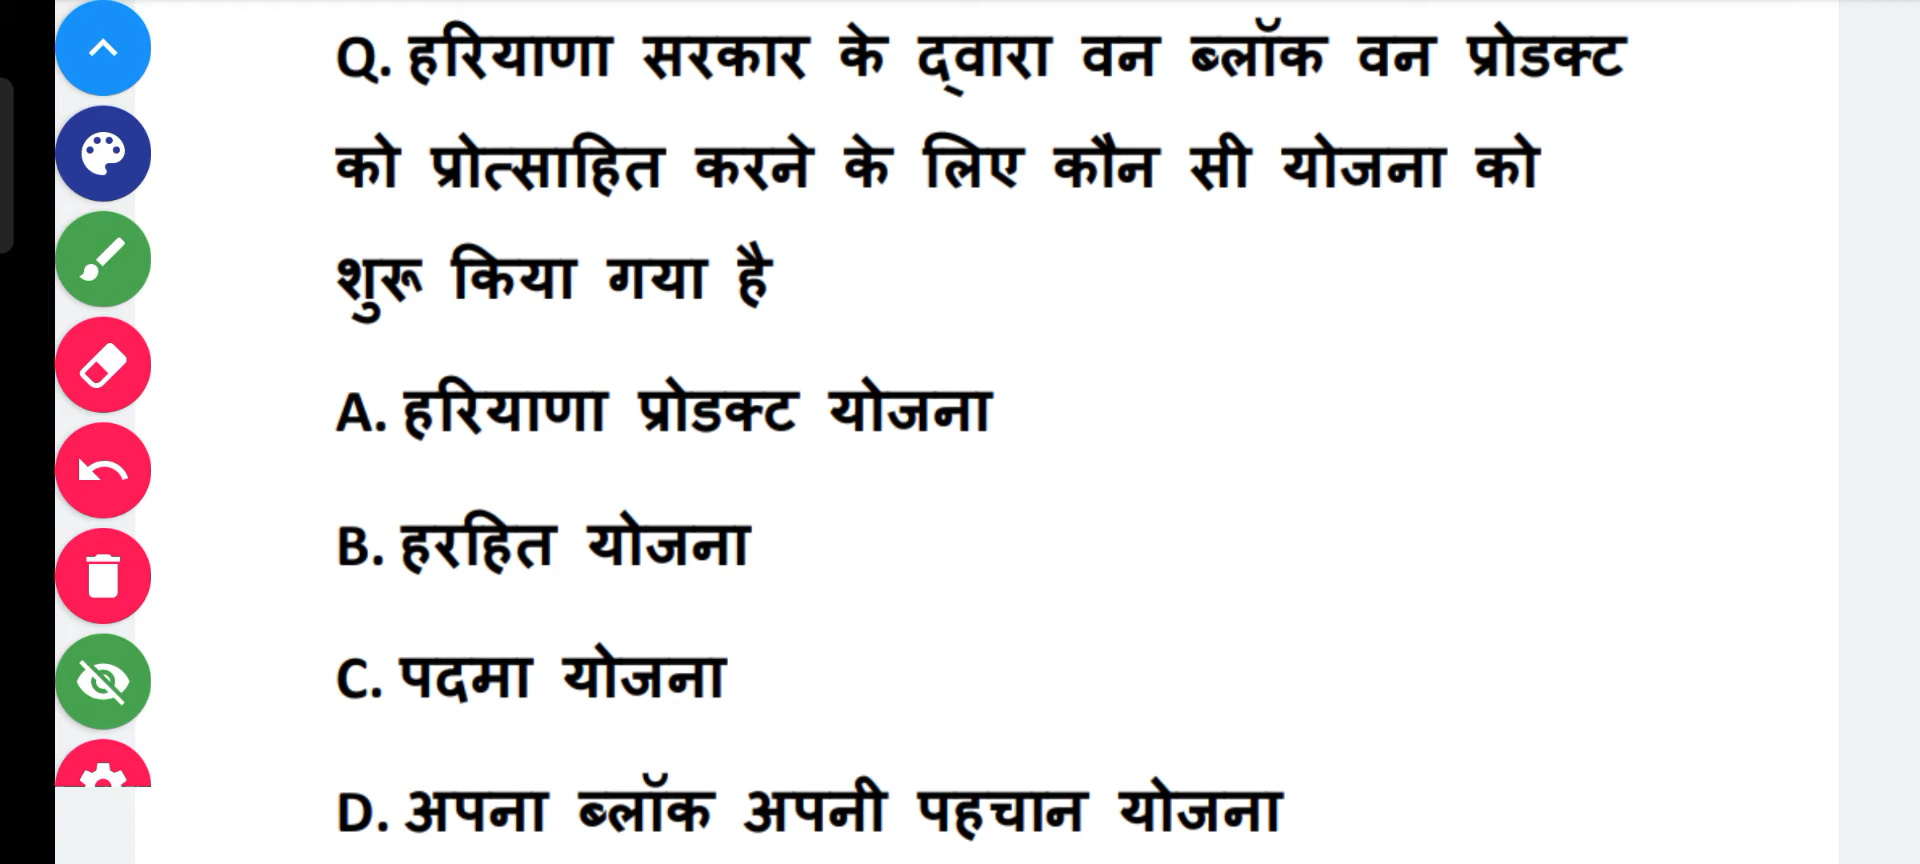 Q. हरियाणा सरकार के द्वारा वन ब्लॉक वन प्रोडक्ट
को प्रोत्साहित करने के लिए कौन सी योजना को
शुरू किया गया है
A. हरियाणा प्रोडक्ट योजना
B. हरहित योजना
C. पदमा योजना
D. अपना ब्लॉक अपनी पहचान योजना